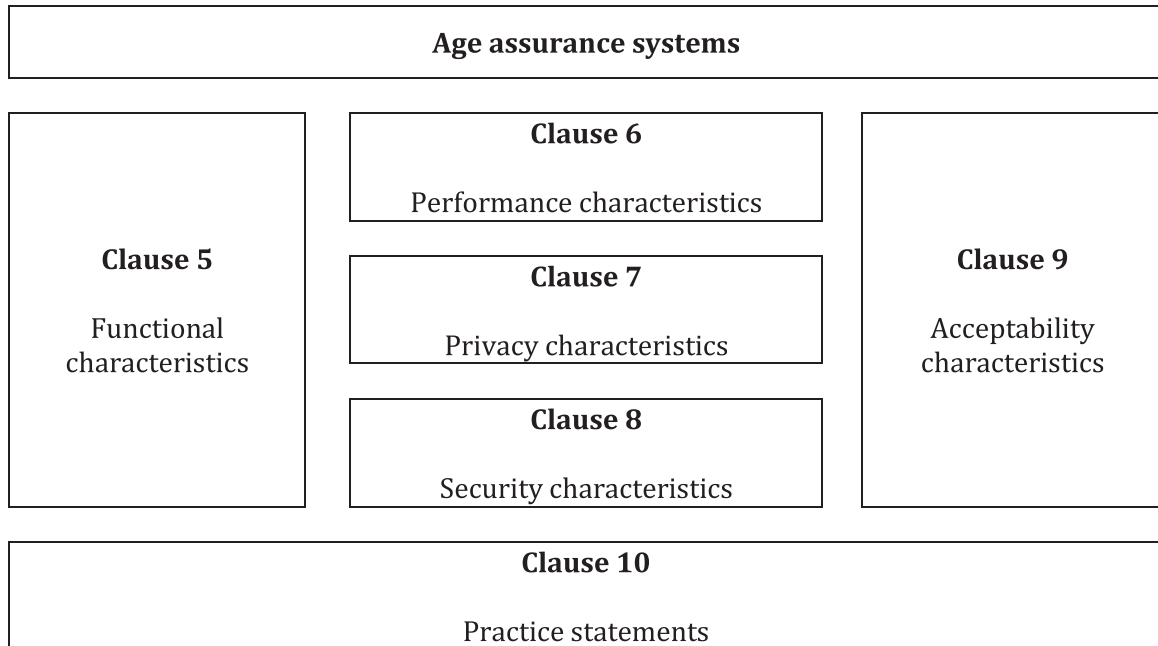 Age assurance systems
Clause 5
Functional
characteristics
Clause 6
Performance characteristics
Clause 7
Privacy characteristics
Clause 8
Security characteristics
Clause 9
Acceptability
characteristics
Clause 10
Practice statements